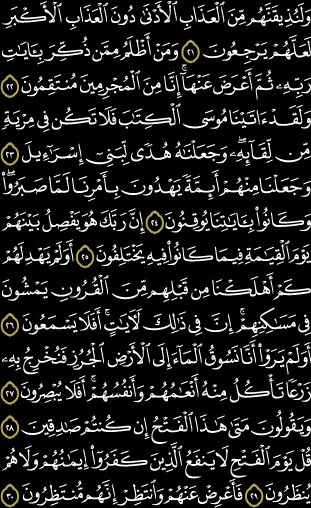 وَلَنُذِيقَنَّهُم مِّنَ ٱلْعَذَابِ ٱلْأَدْنَىٰ دُونَ ٱلْعَذَابِ ٱلْأَكْبَرِ
لَعَلَّهُمْ يَرْجِعُونَ ٢١ وَمَنْ أَظْلَمُ مِمَّن ذُكِّرَ بِـَٔايَـٰتِ
رَبِّهِۦ ثُمَّ أَعْرَضَ عَنْهَآ إِنَّا مِنَ ٱلْمُجْرِمِينَ مُنتَقِمُونَ ٢٢
وَلَقَدْ ءَاتَيْنَا مُوسَى ٱلْكِتَـٰبَ فَلَا تَكُن فِى مِرْيَةٍ
مِّن لِّقَآئِهِۦ وَجَعَلْنَـٰهُ هُدًى لِّبَنِىٓ إِسْرَٰٓءِيلَ ٢٣
وَجَعَلْنَا مِنْهُمْ أَئِمَّةً يَهْدُونَ بِأَمْرِنَا لَمَّا صَبَرُوا۟
وَكَانُوا۟ بِـَٔايَـٰتِنَا يُوقِنُونَ ٢٤ إِنَّ رَبَّكَ هُوَ يَفْصِلُ بَيْنَهُمْ
يَوْمَ ٱلْقِيَـٰمَةِ فِيمَا كَانُوا۟ فِيهِ يَخْتَلِفُونَ ٢٥ أَوَلَمْ يَهْدِ لَهُمْ
كَمْ أَهْلَكْنَا مِن قَبْلِهِم مِّنَ ٱلْقُرُونِ يَمْشُونَ
فِى مَسَـٰكِنِهِمْ إِنَّ فِى ذَٰلِكَ لَـَٔايَـٰتٍ أَفَلَا يَسْمَعُونَ ٢٦
أَوَلَمْ يَرَوْا۟ أَنَّا نَسُوقُ ٱلْمَآءَ إِلَى ٱلْأَرْضِ ٱلْجُرُزِ فَنُخْرِجُ بِهِۦ
زَرْعًا تَأْكُلُ مِنْهُ أَنْعَـٰمُهُمْ وَأَنفُسُهُمْ أَفَلَا يُبْصِرُونَ ٢٧
وَيَقُولُونَ مَتَىٰ هَـٰذَا ٱلْفَتْحُ إِن كُنتُمْ صَـٰدِقِينَ ٢٨
قُلْ يَوْمَ ٱلْفَتْحِ لَا يَنفَعُ ٱلَّذِينَ كَفَرُوٓا۟ إِيمَـٰنُهُمْ وَلَا هُمْ
يُنظَرُونَ ٢٩ فَأَعْرِضْ عَنْهُمْ وَٱنتَظِرْ إِنَّهُم مُّنتَظِرُونَ ٣٠